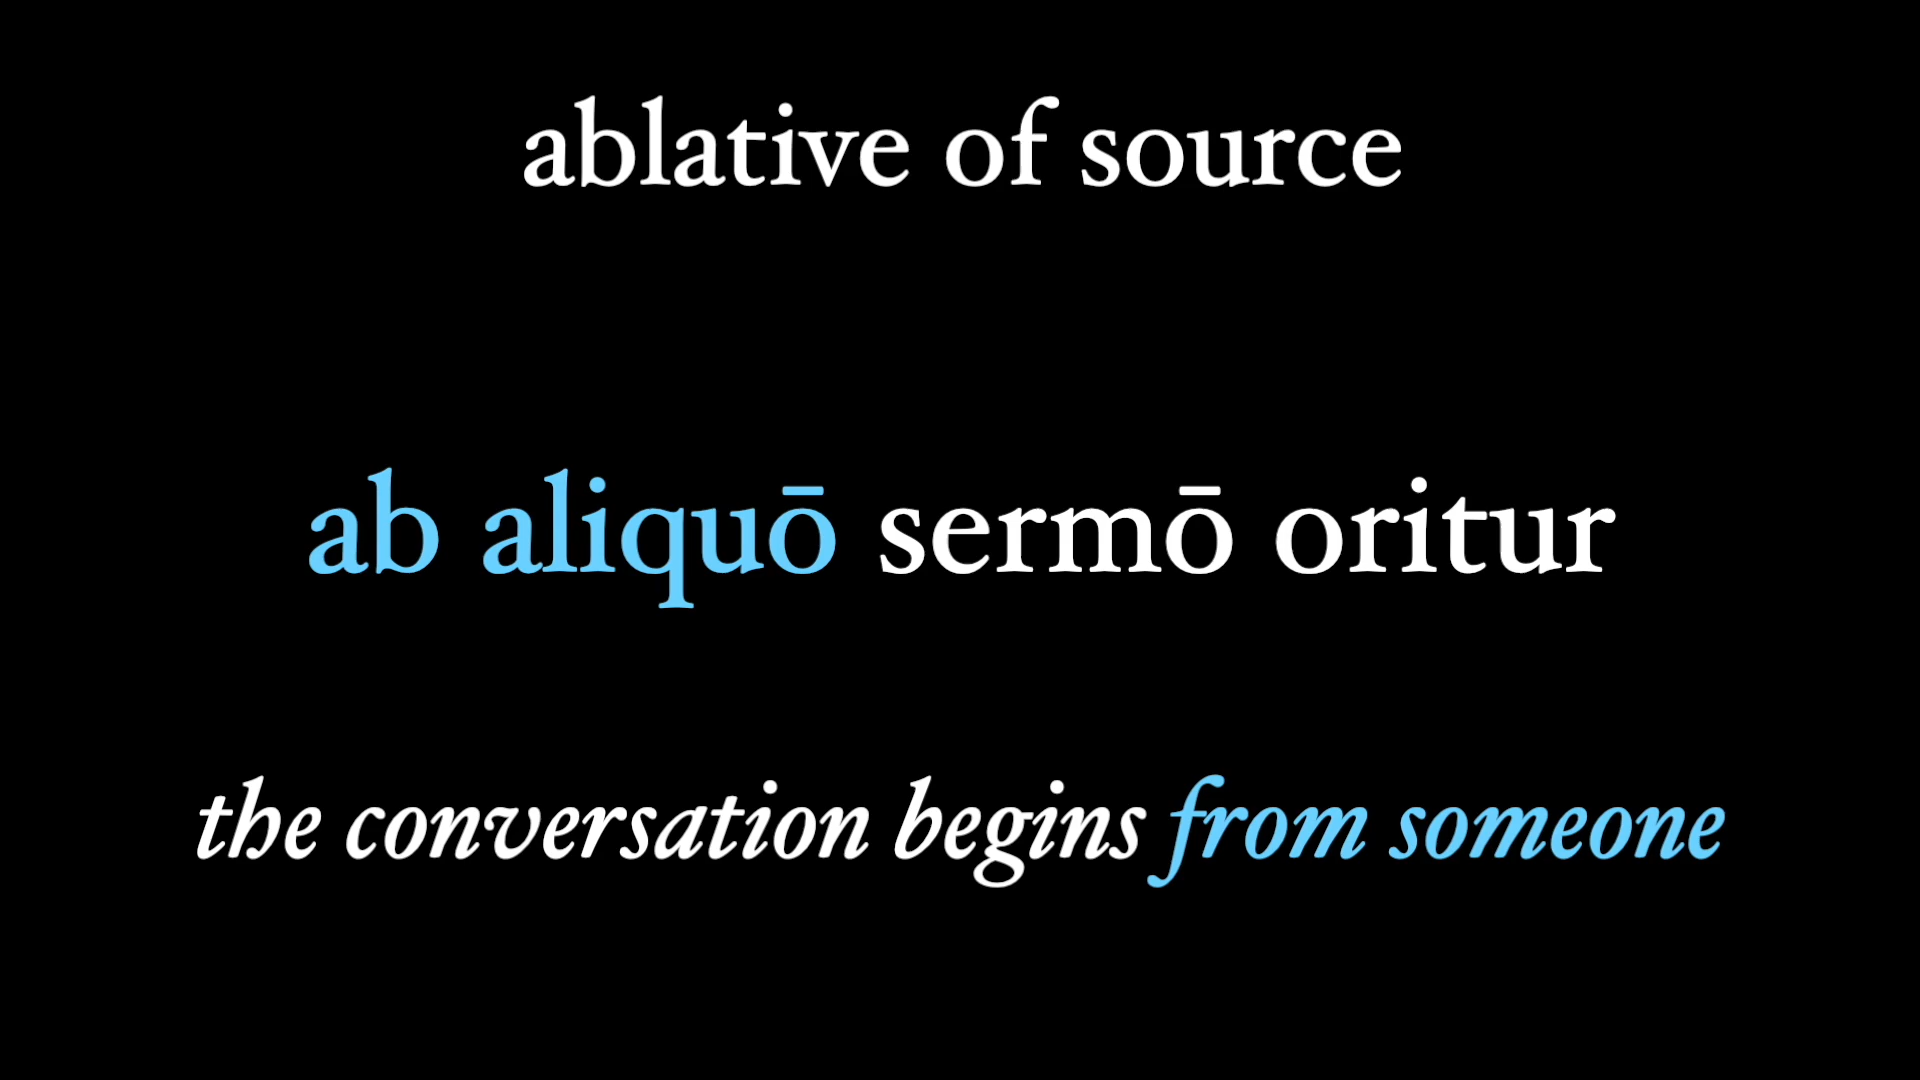 ablative of source
ab aliquō sermō oritur
the conversation begins from someone